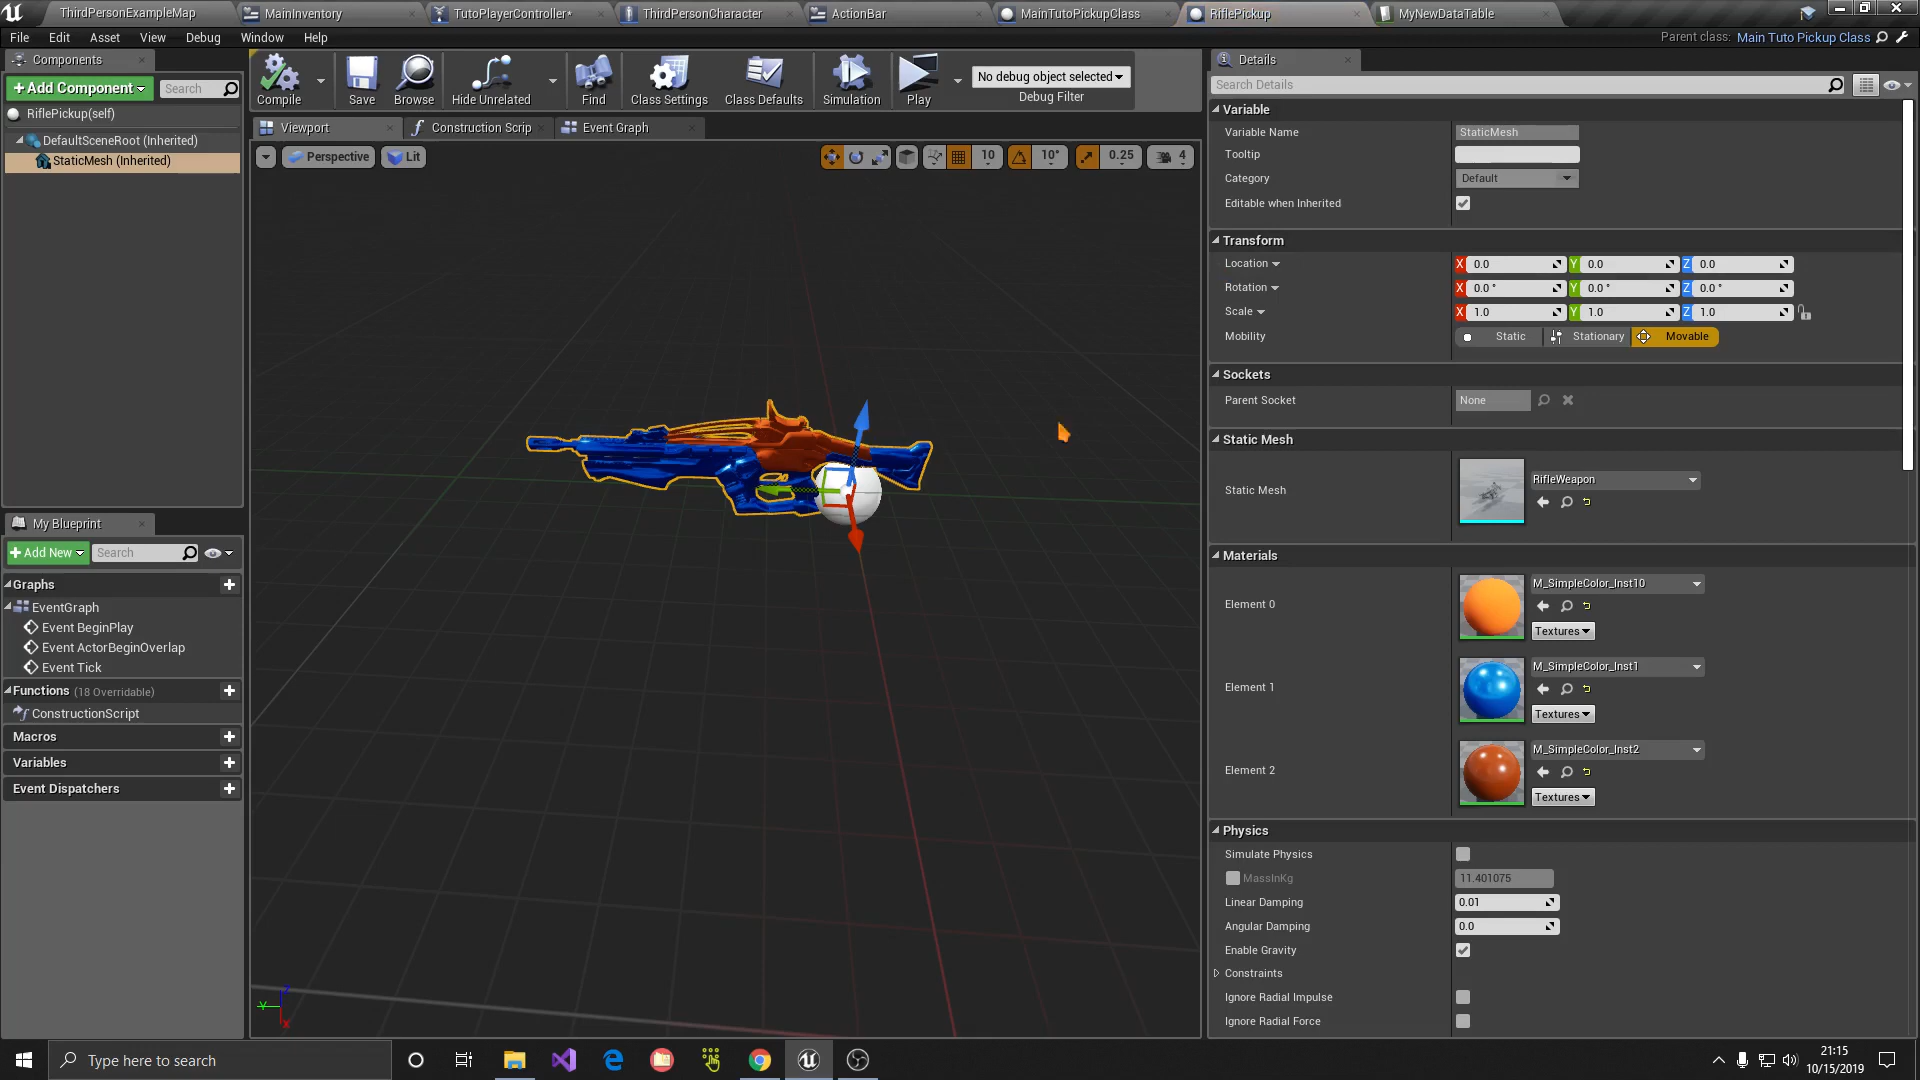 ThirdPersonExampleMap
MainInventory
TutoPlayerController*
ThirdPersonCharacter
ActionBar
MainTutoPickupClass
RiflePickup
MyNewDataTable
File Edit Asset View Debug Window Help
Parent class: Main Tuto Pickup Class
Components
+ Add Component
Search
RiflePickup(self)
DefaultSceneRoot (Inherited)
StaticMesh (Inherited)
Compile
Save
Browse
Hide Unrelated
Find
Class Settings
Class Defaults
Simulation
Play
No debug object selected
Debug Filter
Viewport
Construction Scrip
Event Graph
Perspective
Lit
10
10°
0.25
4
My Blueprint
+ Add New
Search
Graphs
EventGraph
Event BeginPlay
Event ActorBeginOverlap
Event Tick
Functions (18 Overridable)
ConstructionScript
Macros
Variables
Event Dispatchers
Details
Search Details
Variable
Variable Name StaticMesh
Tooltip
Category Default
Editable when Inherited
Transform
Location X 0.0 Y 0.0 Z 0.0
Rotation X 0.0 ° Y 0.0 ° Z 0.0 °
Scale X 1.0 Y 1.0 Z 1.0
Mobility Static Stationary Movable
Sockets
Parent Socket None
Static Mesh
Static Mesh RifleWeapon
Materials
Element 0 M_SimpleColor_Inst10
Textures
Element 1 M_SimpleColor_Inst1
Textures
Element 2 M_SimpleColor_Inst2
Textures
Physics
Simulate Physics
MassInKg 11.401075
Linear Damping 0.01
Angular Damping 0.0
Enable Gravity
Constraints
Ignore Radial Impulse
Ignore Radial Force
Z
Y
X
Type here to search
21:15
10/15/2019